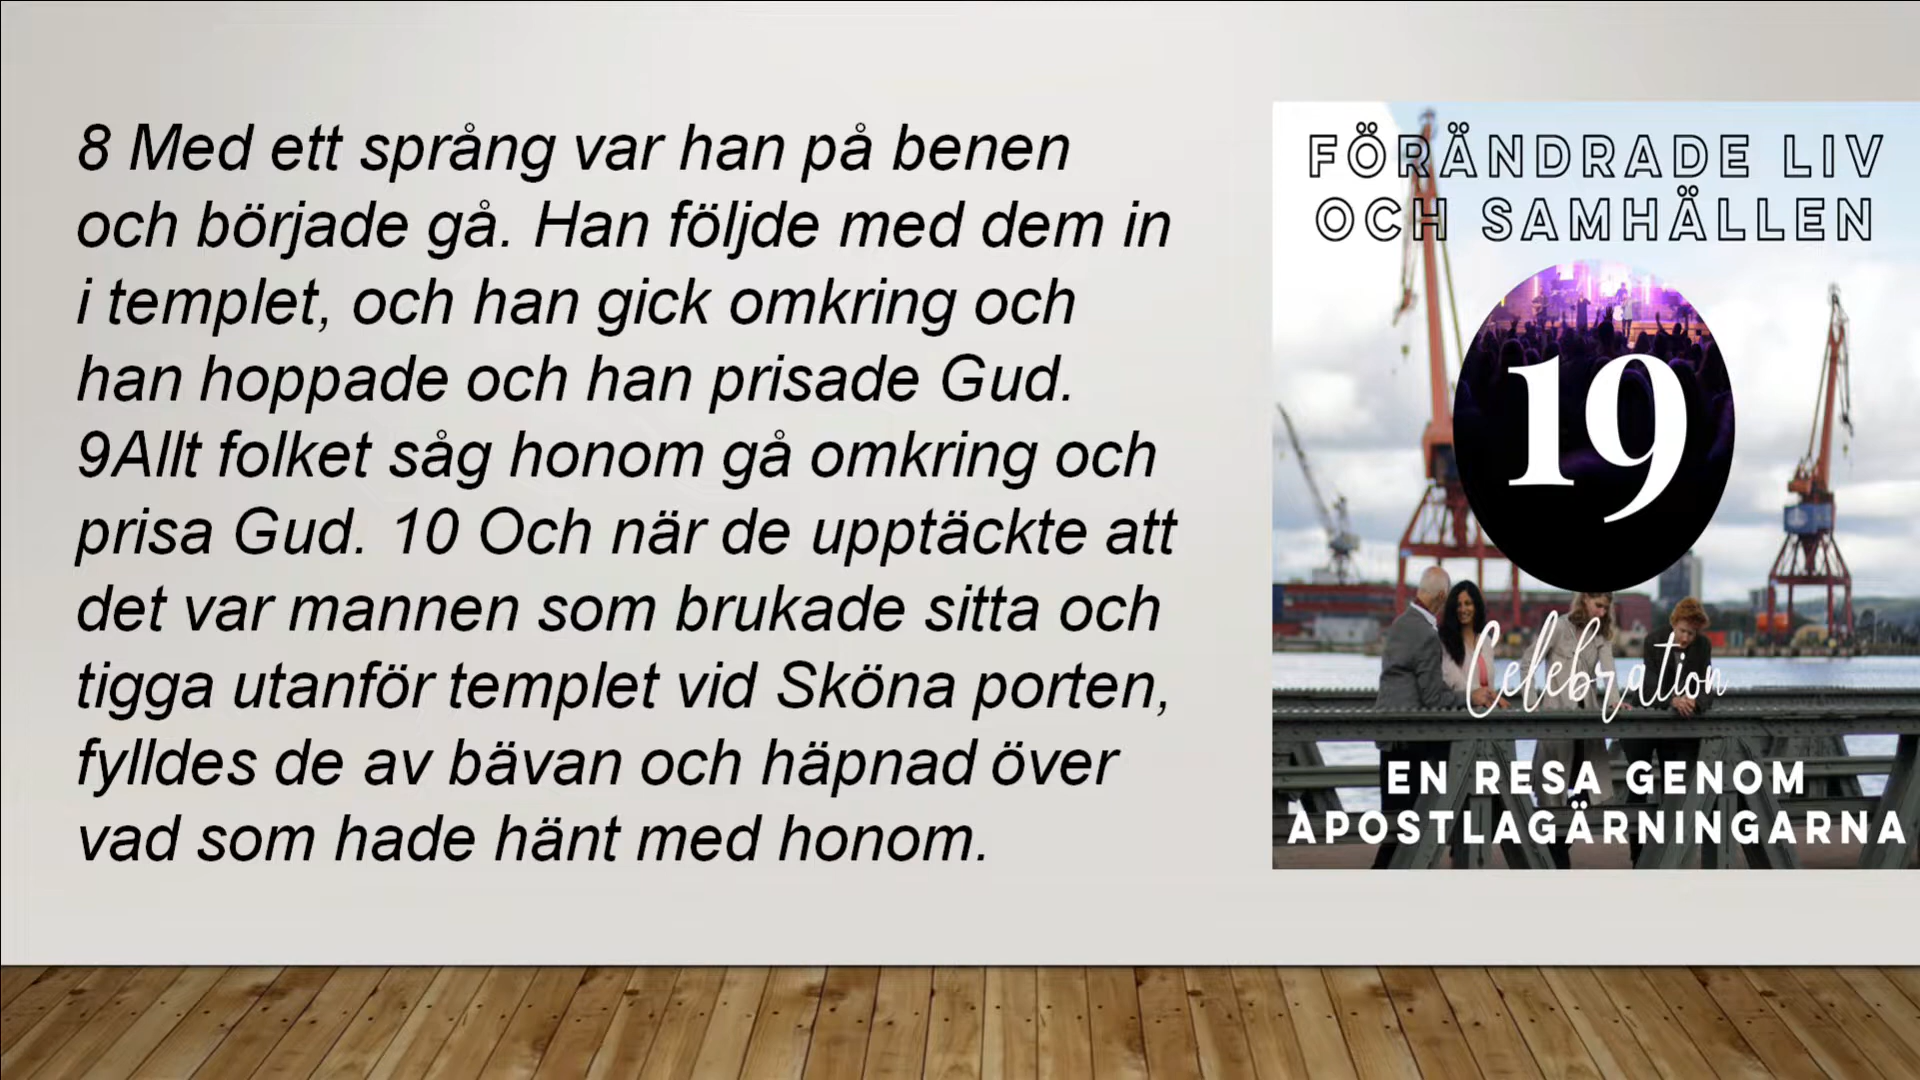 8 Med ett språng var han på benen
och började gå. Han följde med dem in
i templet, och han gick omkring och
han hoppade och han prisade Gud.
9Allt folket såg honom gå omkring och
prisa Gud. 10 Och när de upptäckte att
det var mannen som brukade sitta och
tigga utanför templet vid Sköna porten,
fylldes de av bävan och häpnad över
vad som hade hänt med honom.
FÖRÄNDRADE LIV
OCH SAMHÄLLEN
19
Celebration
EN RESA GENOM
APOSTLAGÄRNINGARNA